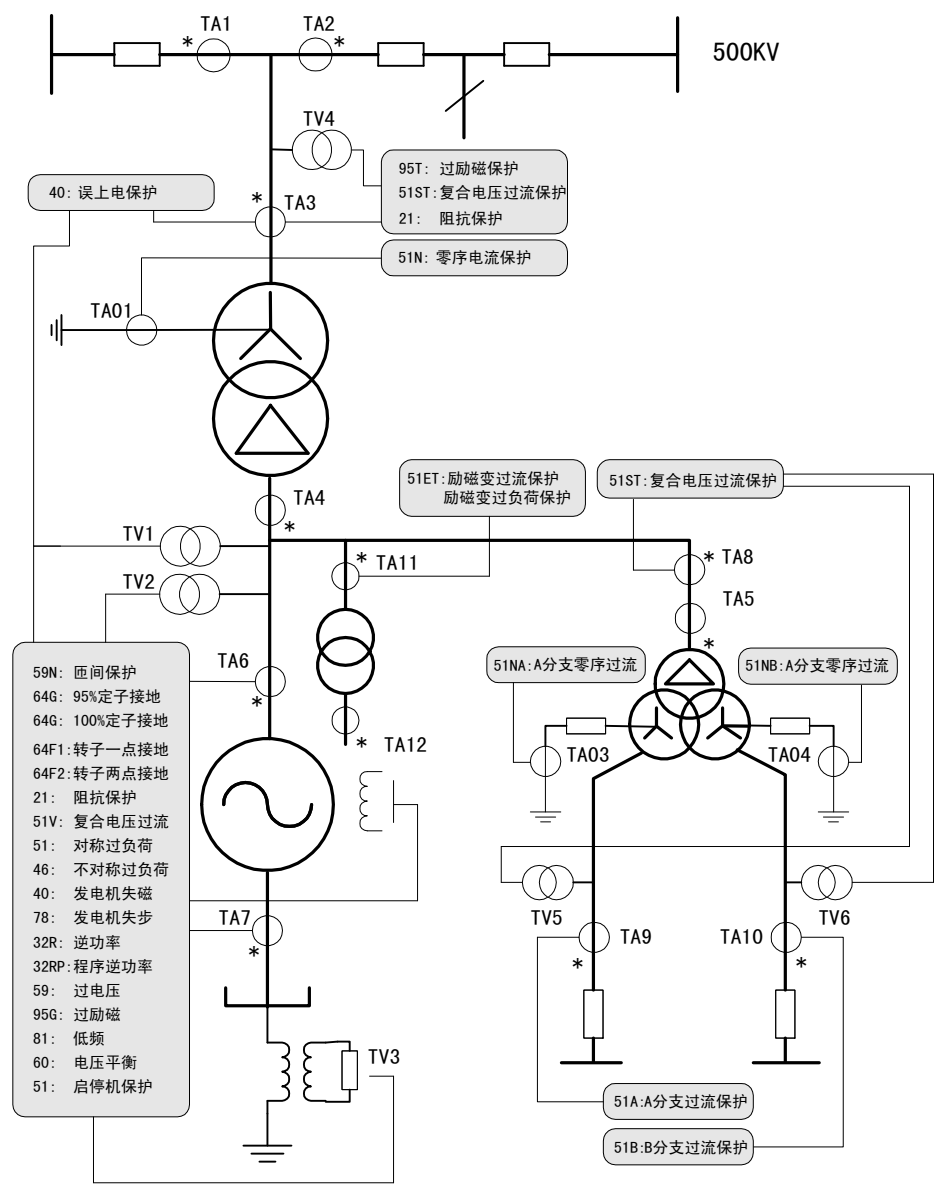 TA1
TA2
500KV
TV4
95T: 过励磁保护
51ST:复合电压过流保护
21: 阻抗保护
40: 误上电保护
TA3
51N: 零序电流保护
TA01
51ET:励磁变过流保护
励磁变过负荷保护
51ST:复合电压过流保护
TA4
TV1
TA11
TA8
TV2
TA5
TA6
51NA:A分支零序过流
51NB:A分支零序过流
59N: 匝间保护
64G: 95%定子接地
64G: 100%定子接地
64F1:转子一点接地
64F2:转子两点接地
21: 阻抗保护
51V: 复合电压过流
51: 对称过负荷
46: 不对称过负荷
40: 发电机失磁
78: 发电机失步
32R: 逆功率
32RP:程序逆功率
59: 过电压
95G: 过励磁
81: 低频
60: 电压平衡
51: 启停机保护
TA12
TA03
TA04
TA7
TV5
TV6
TA9
TA10
TV3
51A:A分支过流保护
51B:B分支过流保护